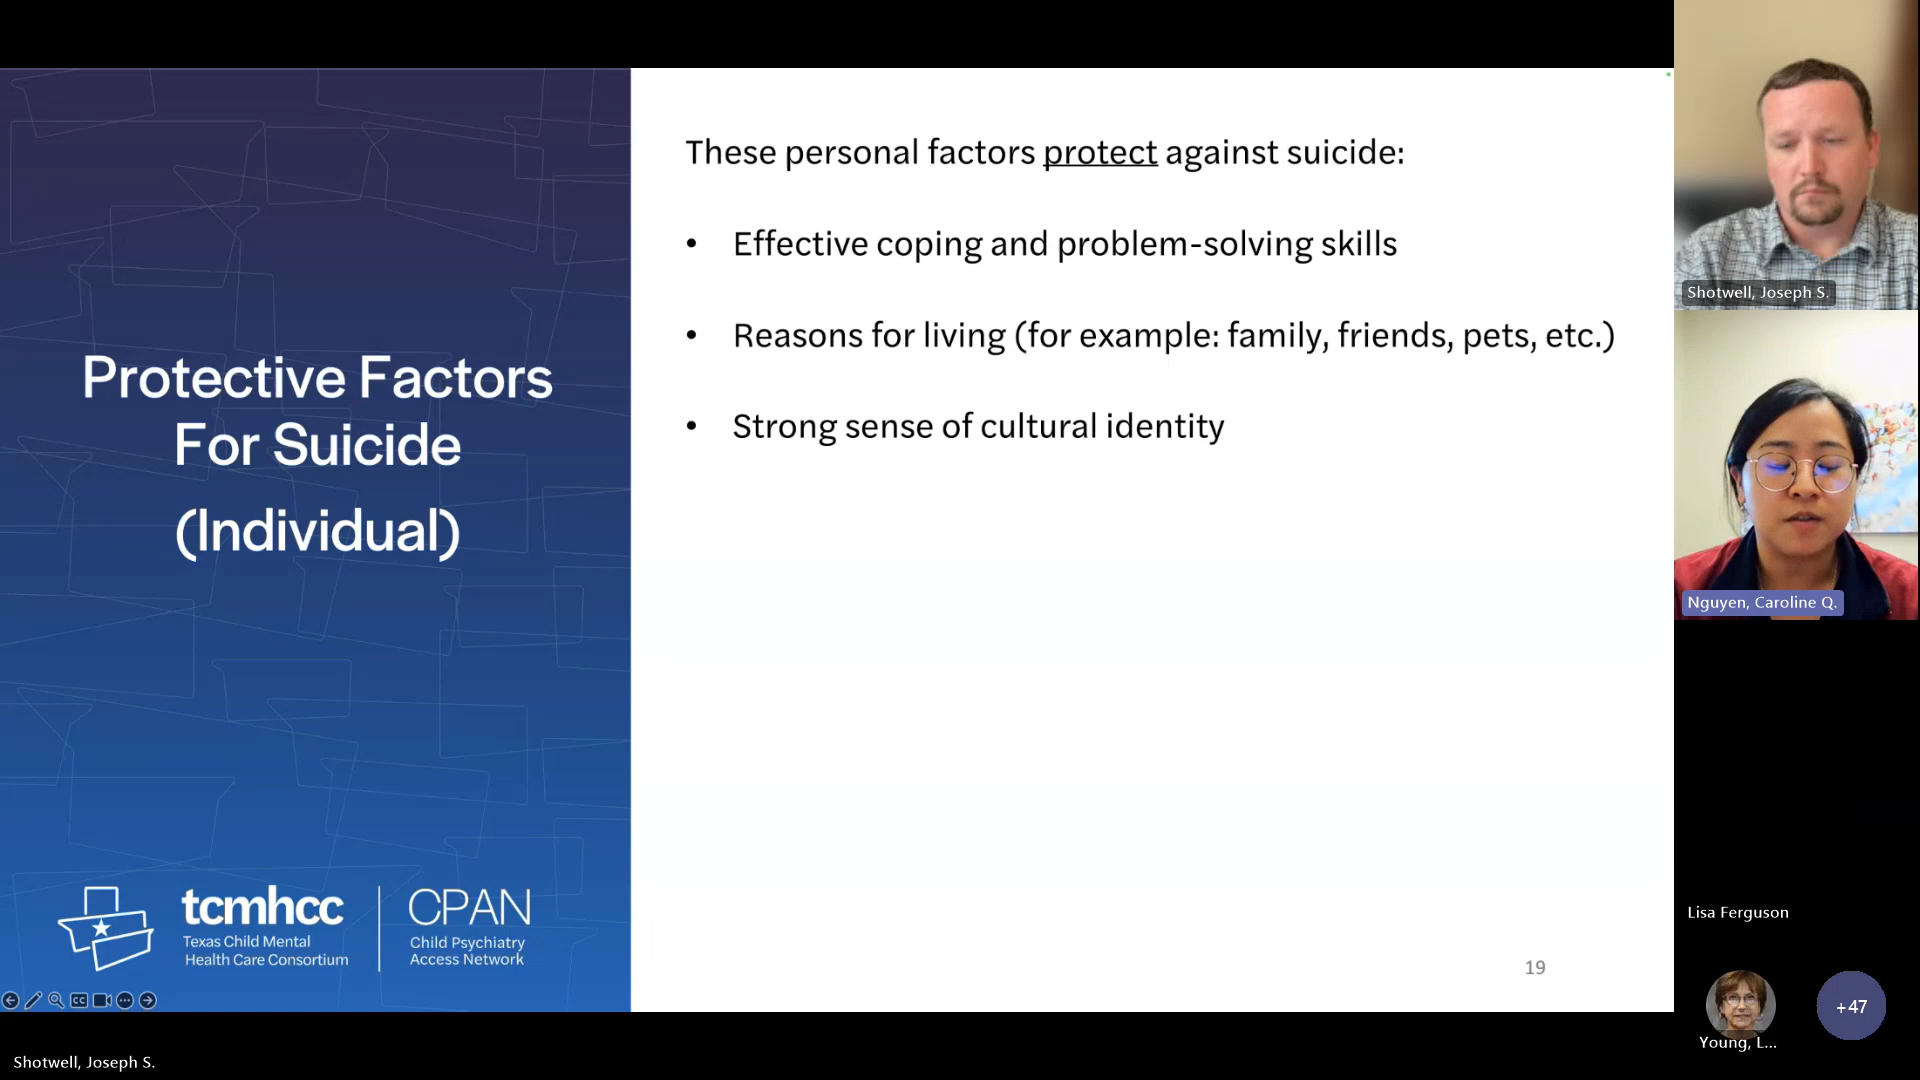 Protective Factors
For Suicide
(Individual)
tcmhcc
Texas Child Mental
Health Care Consortium
CPAN
Child Psychiatry
Access Network
These personal factors protect against suicide:
• Effective coping and problem-solving skills
• Reasons for living (for example: family, friends, pets, etc.)
• Strong sense of cultural identity
19
CC
Shotwell, Joseph S.
Nguyen, Caroline Q.
Lisa Ferguson
Young, L...
+47
Shotwell, Joseph S.